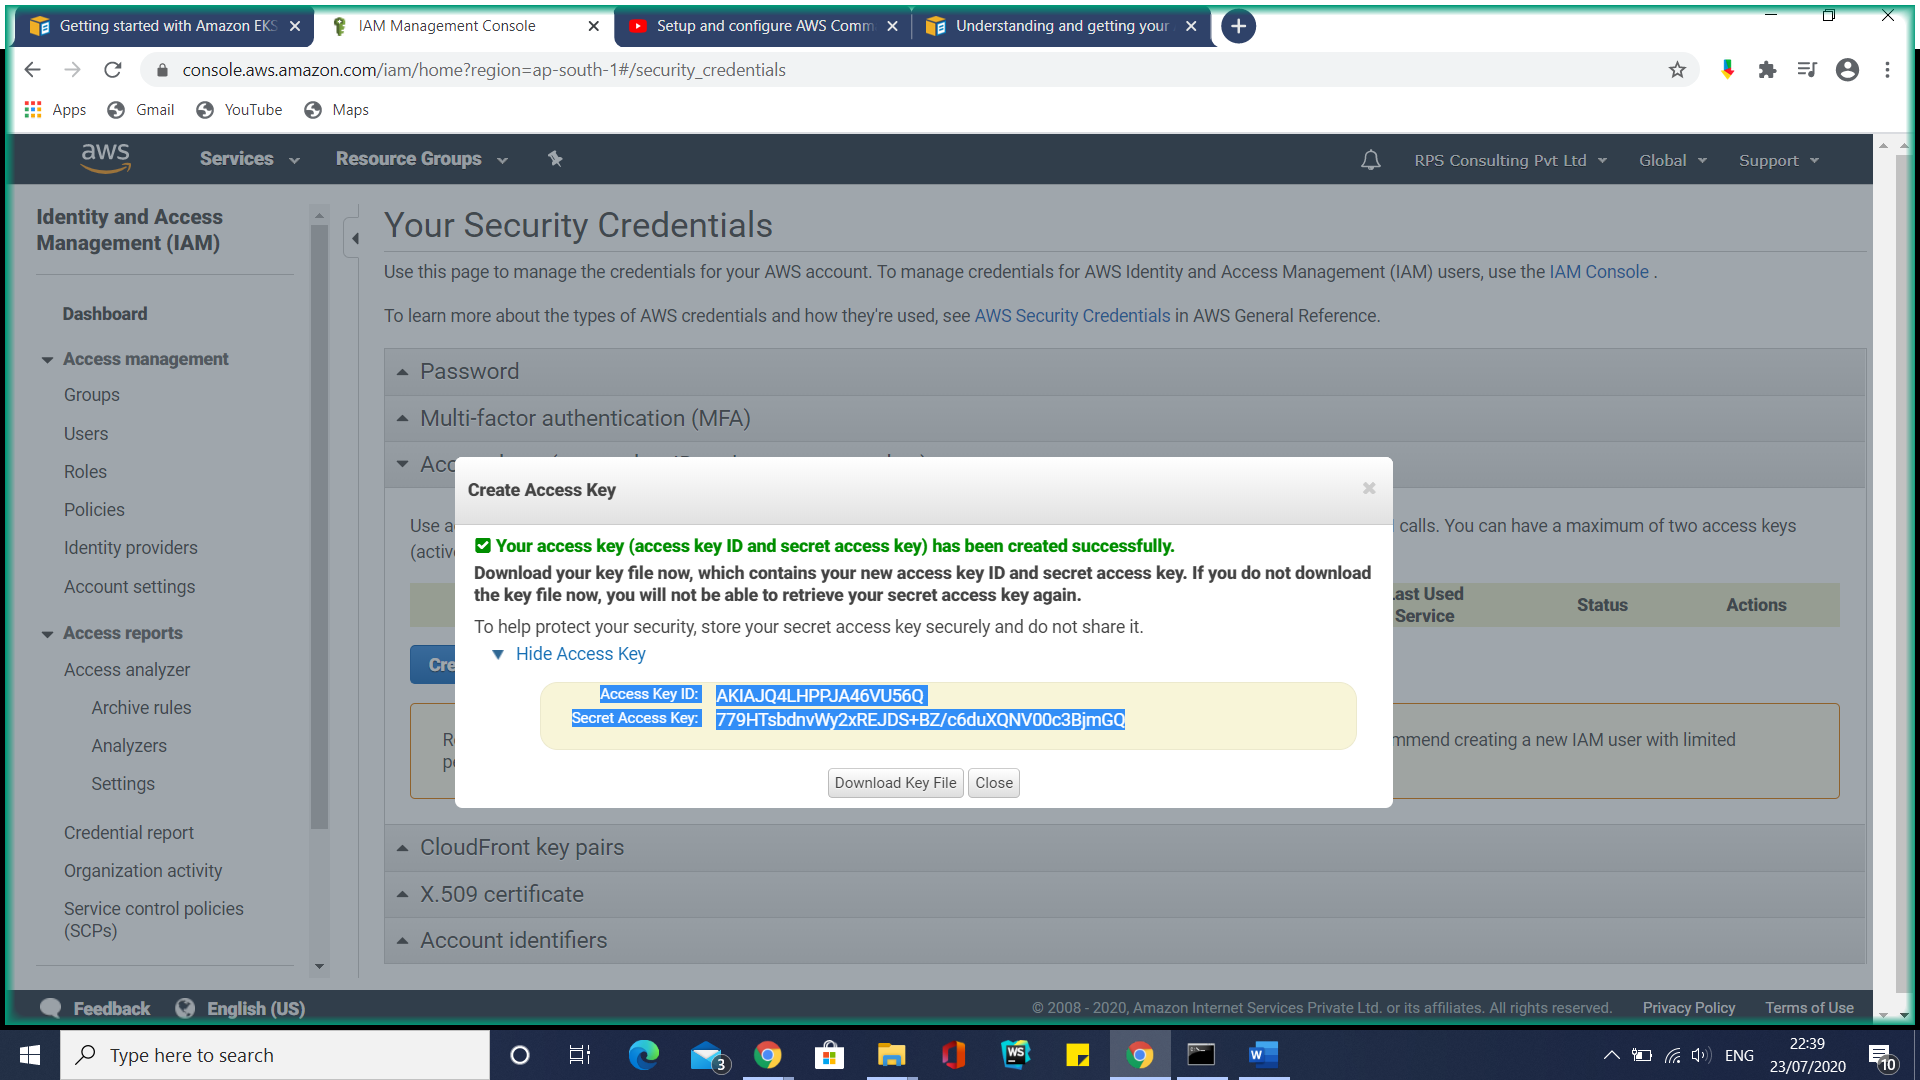 Getting started with Amazon EKS
IAM Management Console
Setup and configure AWS Comm
Understanding and getting your
console.aws.amazon.com/iam/home?region=ap-south-1#/security_credentials
Apps
Gmail
YouTube
Maps
aws
Services
Resource Groups
RPS Consulting Pvt Ltd
Global
Support
Identity and Access
Management (IAM)
Dashboard
Access management
Groups
Users
Roles
Policies
Identity providers
Account settings
Access reports
Access analyzer
Archive rules
Analyzers
Settings
Credential report
Organization activity
Service control policies
(SCPs)
Your Security Credentials
Use this page to manage the credentials for your AWS account. To manage credentials for AWS Identity and Access Management (IAM) users, use the IAM Console .
To learn more about the types of AWS credentials and how they're used, see AWS Security Credentials in AWS General Reference.
Password
Multi-factor authentication (MFA)
Use a
calls. You can have a maximum of two access keys
(activ
Last Used
Service
Status
Actions
Cre
mmend creating a new IAM user with limited
Create Access Key
Your access key (access key ID and secret access key) has been created successfully.
Download your key file now, which contains your new access key ID and secret access key. If you do not download
the key file now, you will not be able to retrieve your secret access key again.
To help protect your security, store your secret access key securely and do not share it.
Hide Access Key
Access Key ID: AKIAJQ4LHPPJA46VU56Q
Secret Access Key: 779HTsbdnvWy2xREJDS+BZ/c6duXQNV00c3BjmGQ
Download Key File
Close
CloudFront key pairs
X.509 certificate
Account identifiers
Feedback
English (US)
© 2008 - 2020, Amazon Internet Services Private Ltd. or its affiliates. All rights reserved.
Privacy Policy
Terms of Use
Type here to search
3
WS
W
ENG
22:39
23/07/2020
10